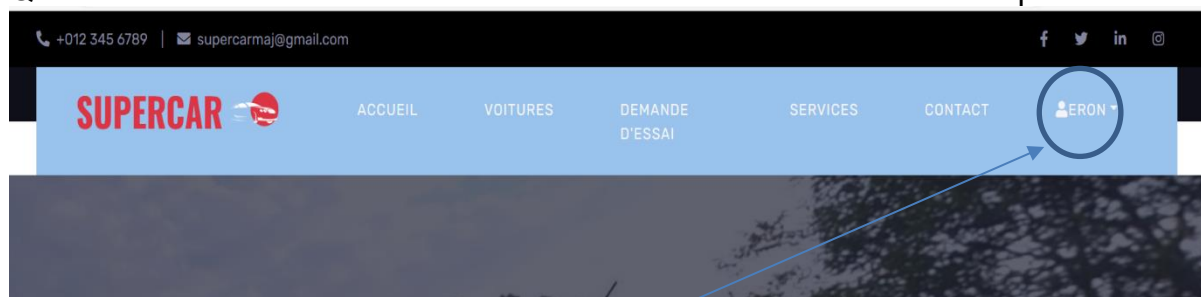 +012 345 6789 | supercarmaj@gmail.com
SUPERCAR
ACCUEIL
VOITURES
DEMANDE
D'ESSAI
SERVICES
CONTACT
ERON